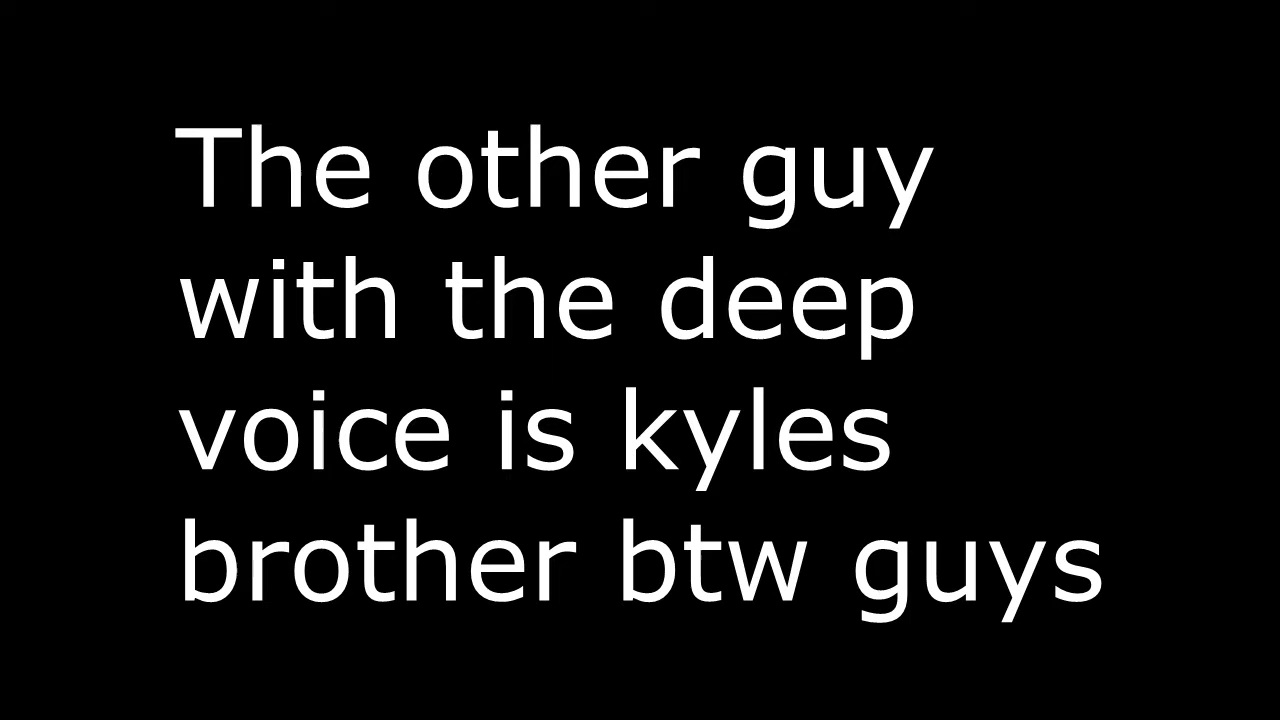 The other guy
with the deep
voice is kyles
brother btw guys